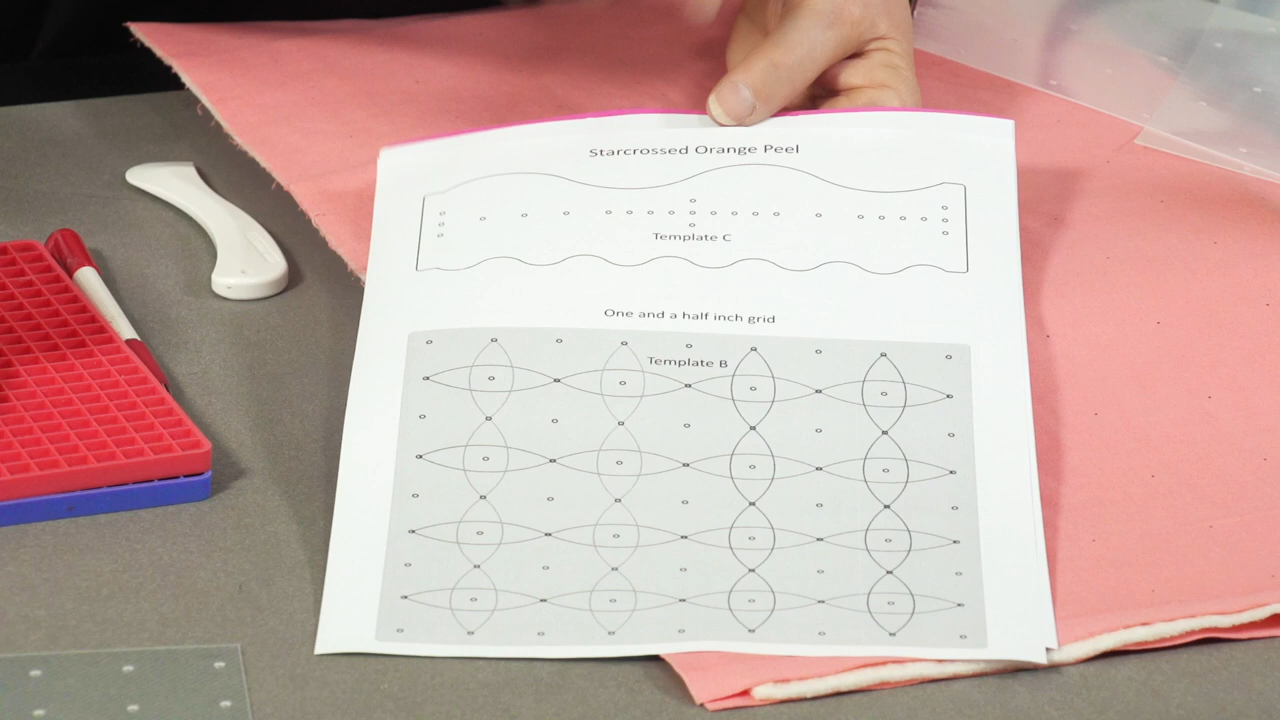 Starcrossed Orange Peel
Template C
One and a half inch grid
Template B